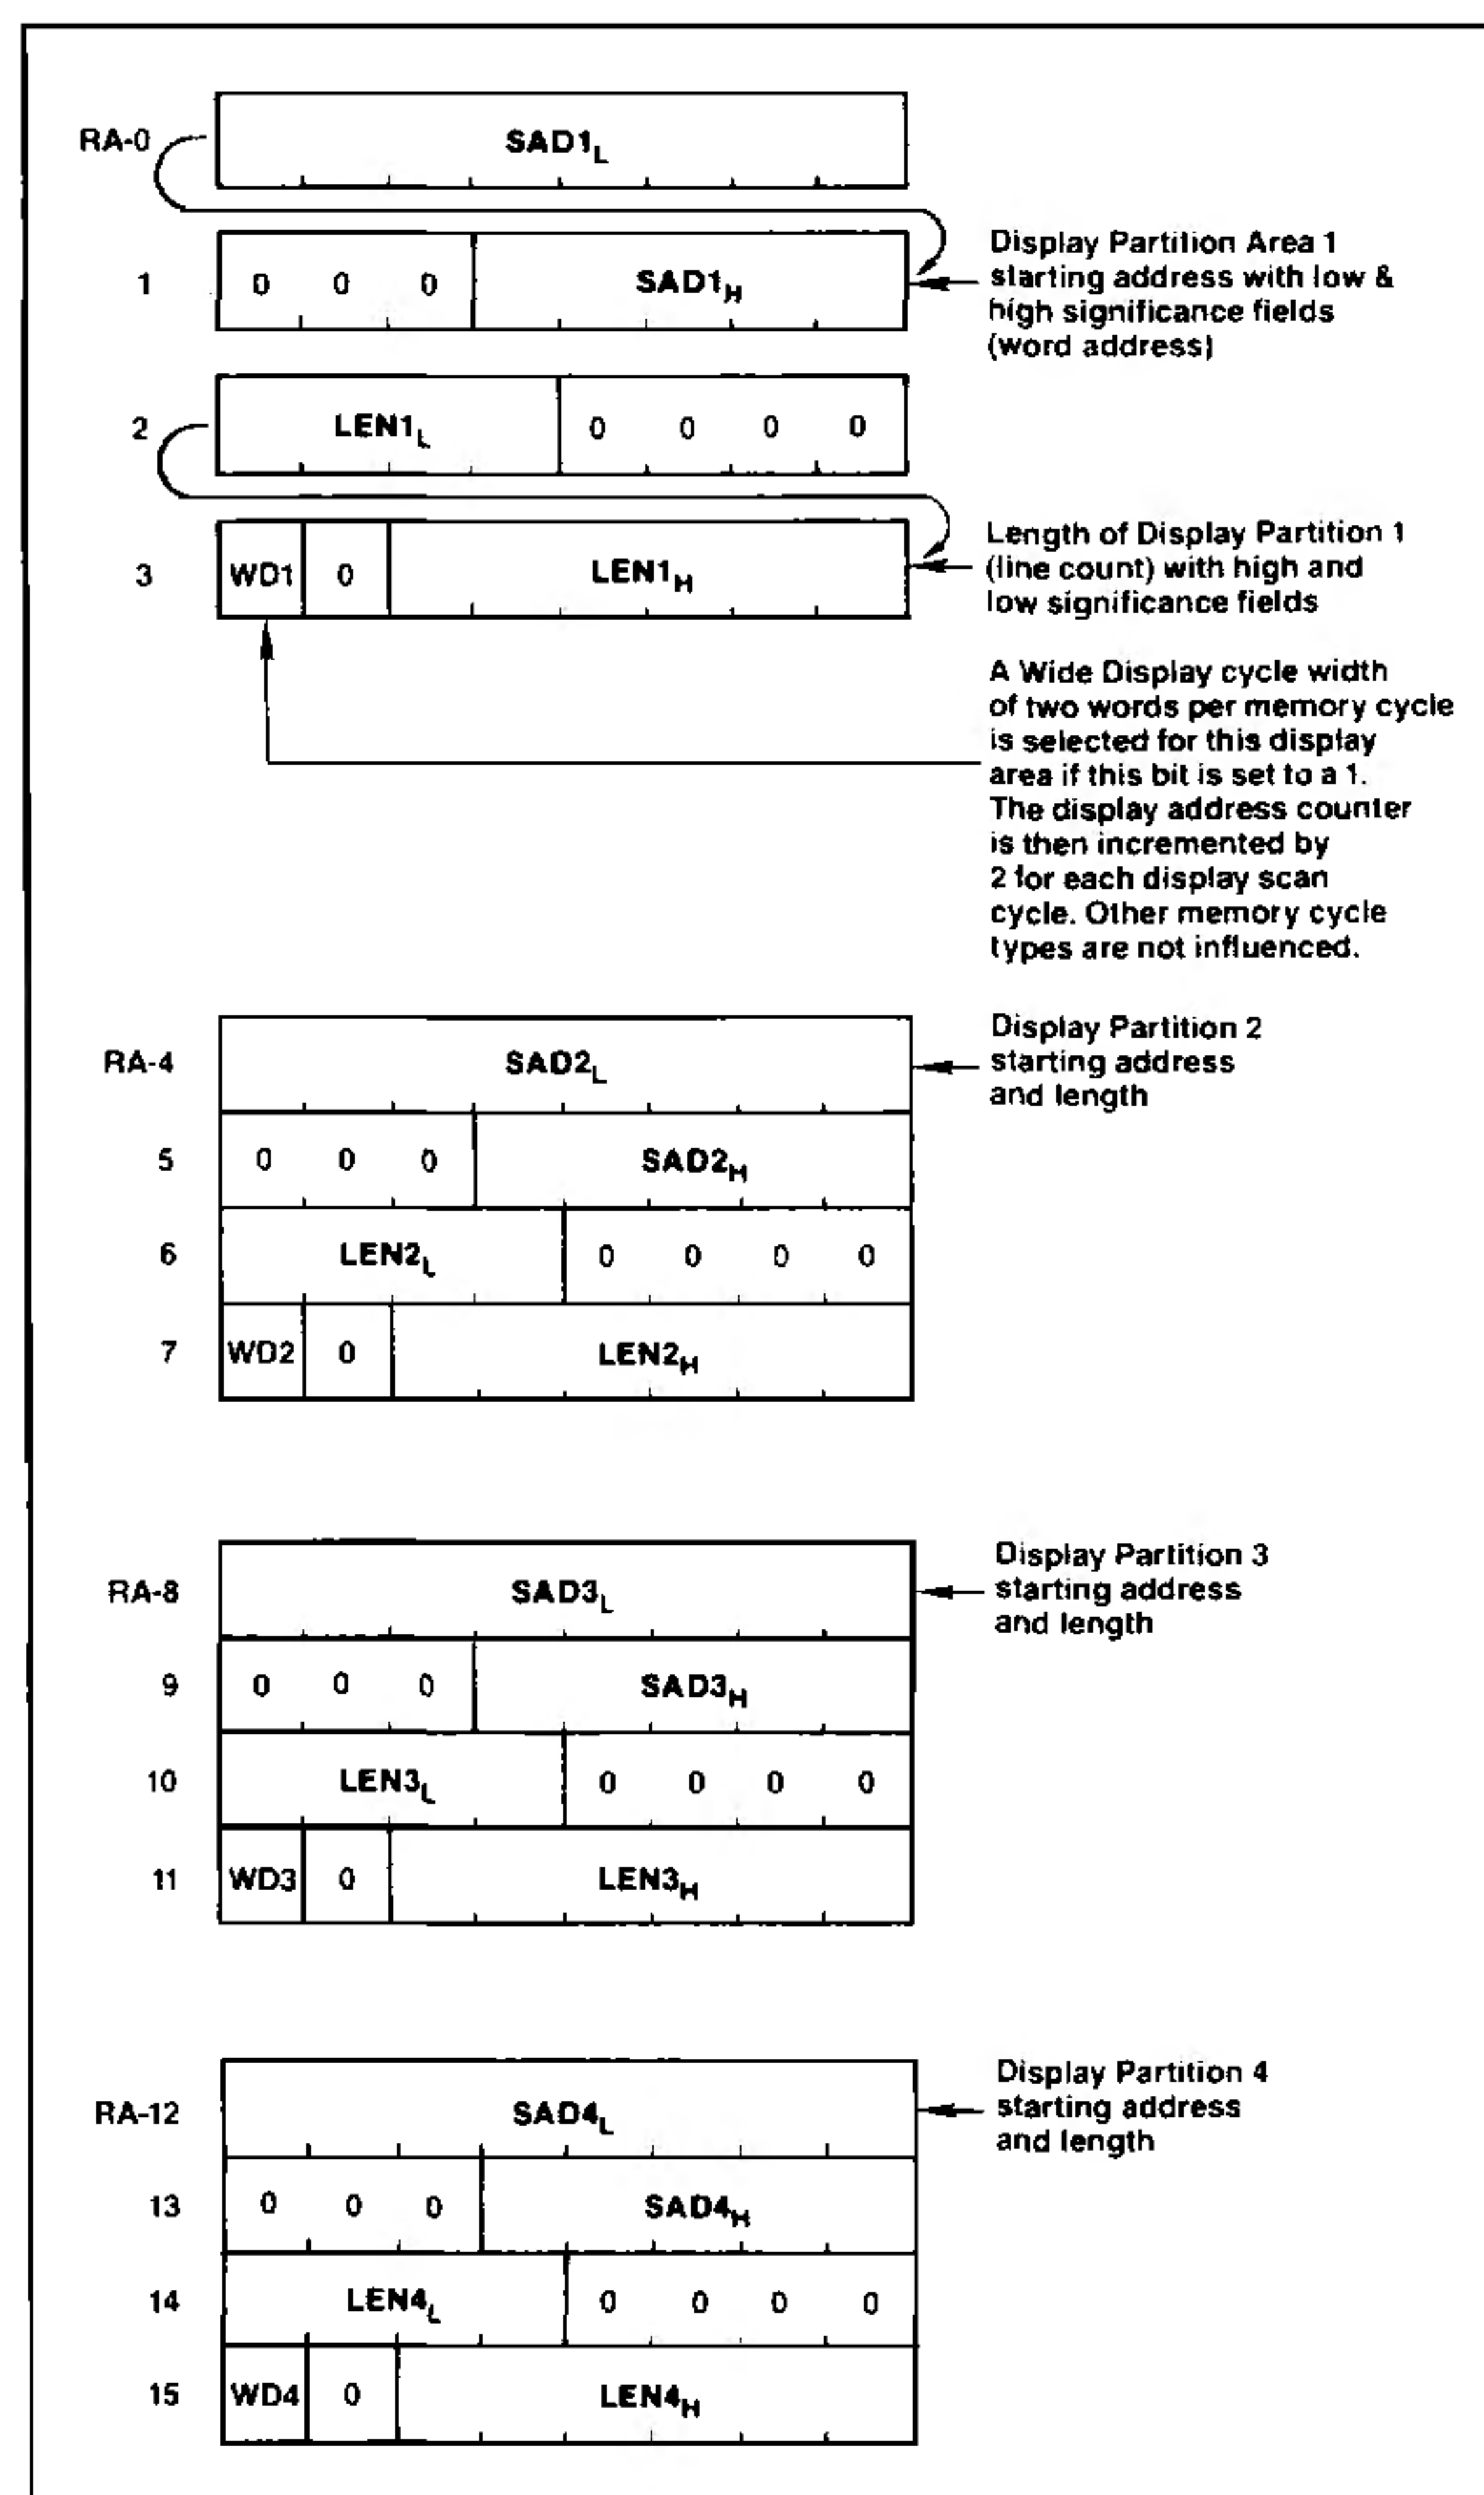 RA-0 SAD1L
1 0 0 0 SAD1H
Display Partition Area 1
starting address with low &
high significance fields
(word address)
2 LEN1L 0 0 0 0
3 WD1 0 LEN1H
Length of Display Partition 1
(line count) with high and
low significance fields
A Wide Display cycle width
of two words per memory cycle
is selected for this display
area if this bit is set to a 1.
The display address counter
is then incremented by
2 for each display scan
cycle. Other memory cycle
types are not influenced.
RA-4 SAD2L
Display Partition 2
starting address
and length
5 0 0 0 SAD2H
6 LEN2L 0 0 0 0
7 WD2 0 LEN2H
RA-8 SAD3L
Display Partition 3
starting address
and length
9 0 0 0 SAD3H
10 LEN3L 0 0 0 0
11 WD3 0 LEN3H
RA-12 SAD4L
Display Partition 4
starting address
and length
13 0 0 0 SAD4H
14 LEN4L 0 0 0 0
15 WD4 0 LEN4H